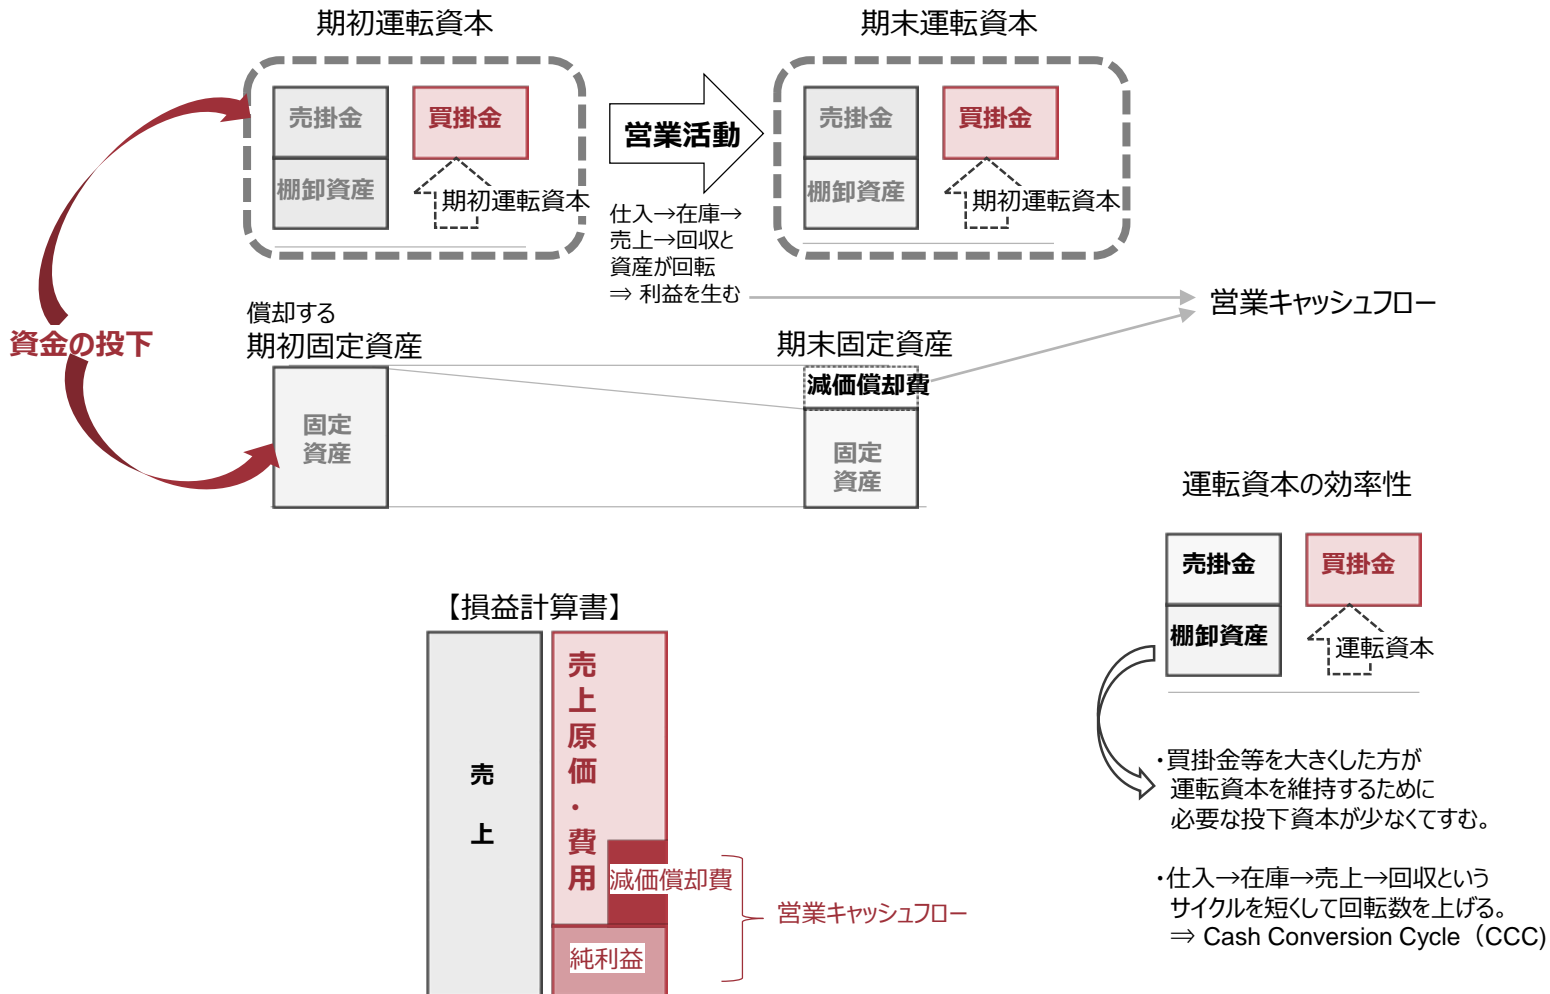 期初運転資本
売掛金
買掛金
棚卸資産
期初運転資本
営業活動
仕入→在庫→
売上→回収と
資産が回転
⇒ 利益を生む
期末運転資本
売掛金
買掛金
棚卸資産
期初運転資本
営業キャッシュフロー
資金の投下
償却する
期初固定資産
固定
資産
期末固定資産
減価償却費
固定
資産
【損益計算書】
売上
売上原価・費用
減価償却費
純利益
営業キャッシュフロー
運転資本の効率性
売掛金
買掛金
棚卸資産
運転資本
・買掛金等を大きくした方が
運転資本を維持するために
必要な投下資本が少なくてすむ。
・仕入→在庫→売上→回収という
サイクルを短くして回転数を上げる。
⇒ Cash Conversion Cycle（CCC)